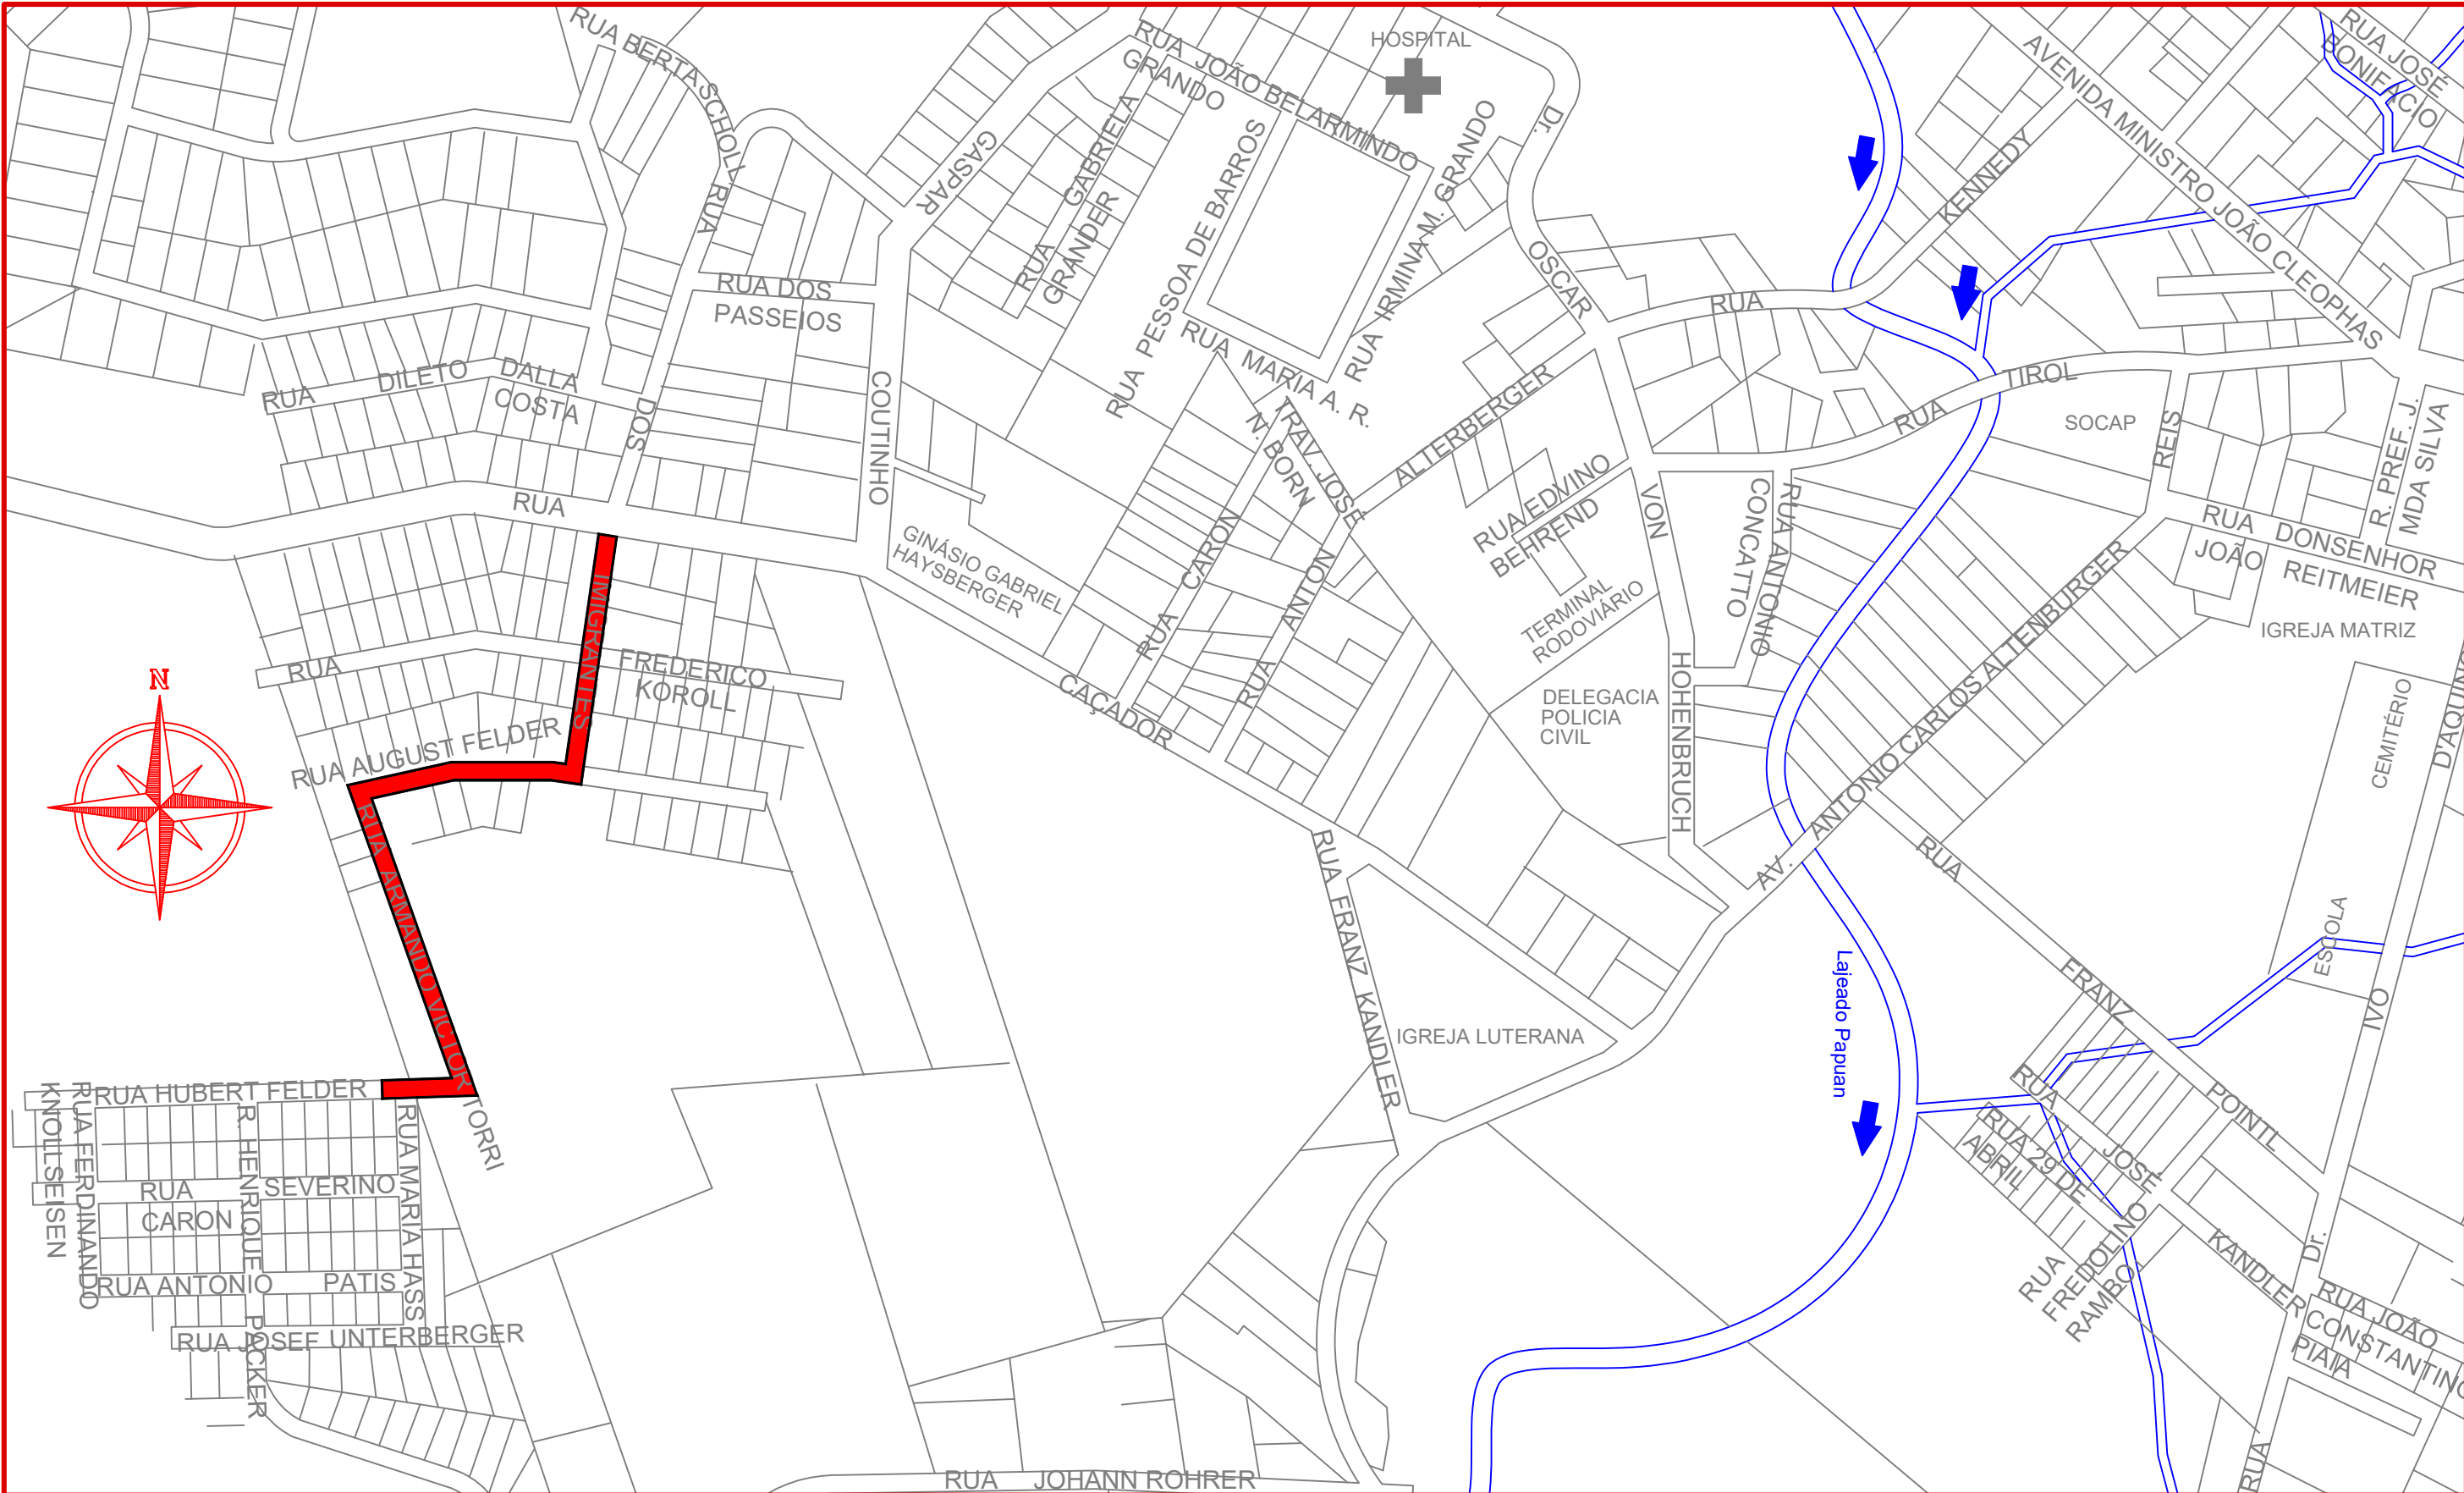 RUA BERTA SCHOLL
RUA JOÃO BELARMINDO
GRANDO
HOSPITAL
RUA JOSÉ
BONIFACIO
AVENIDA MINISTRO JOÃO CLEOPHAS
GASPAR
COUTINHO
RUA GABRIELA
GRANDER
RUA PESSOA DE BARROS
RUA IRMINA M. GRANDO
Dr.
OSCAR
VON
HOHENBRUCH
KENNEDY
RUA
RUA
DOS
IMIGRANTES
RUA DOS
PASSEIOS
RUA MARIA A. R.
RUA DILETO DALLA
COSTA
TRAV. JOSÉ
N. BORN
ALTERBERGER
RUA TIROL
SOCAP
REIS
R. PREF. J.
MDA SILVA
RUA
CAÇADOR
GINÁSIO GABRIEL
HAYSBERGER
RUA CARON
RUA ANTON
RUA EDVINO
BEHREND
TERMINAL
RODOVIÁRIO
RUA ANTONIO
CONCATTO
RUA DONSENHOR
JOÃO REITMEIER
IGREJA MATRIZ
N
RUA FREDERICO
KOROLL
RUA AUGUST FELDER
DELEGACIA
POLICIA
CIVIL
AV. ANTONIO CARLOS ALTENBURGER
CEMITÉRIO
RUA ARMANDO VICTOR TORRI
RUA FRANZ KANDLER
RUA FRANZ POINTL
ESCOLA
RUA Dr. IVO D'AQUINO
Lajeado Papuan
IGREJA LUTERANA
RUA HUBERT FELDER
RUA FERDINANDO
KNOLLSEISEN
R. HENRIQUE PACKER
RUA MARIA HASS
RUA SEVERINO
CARON
RUA ANTONIO PATIS
RUA JOSEF UNTERBERGER
RUA JOSÉ KANDLER
RUA 29 DE
ABRIL
RUA
FREDOLINO
RAMBO
RUA JOÃO
CONSTANTINO
PIAIA
RUA JOHANN ROHRER